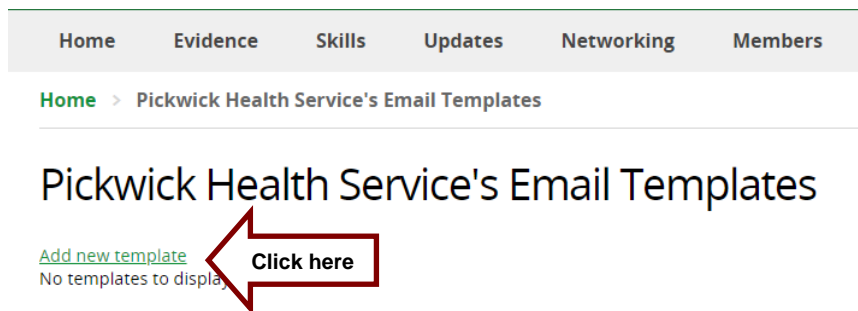 Home Evidence Skills Updates Networking Members
Home > Pickwick Health Service's Email Templates
Pickwick Health Service's Email Templates
Add new template
Click here
No templates to display